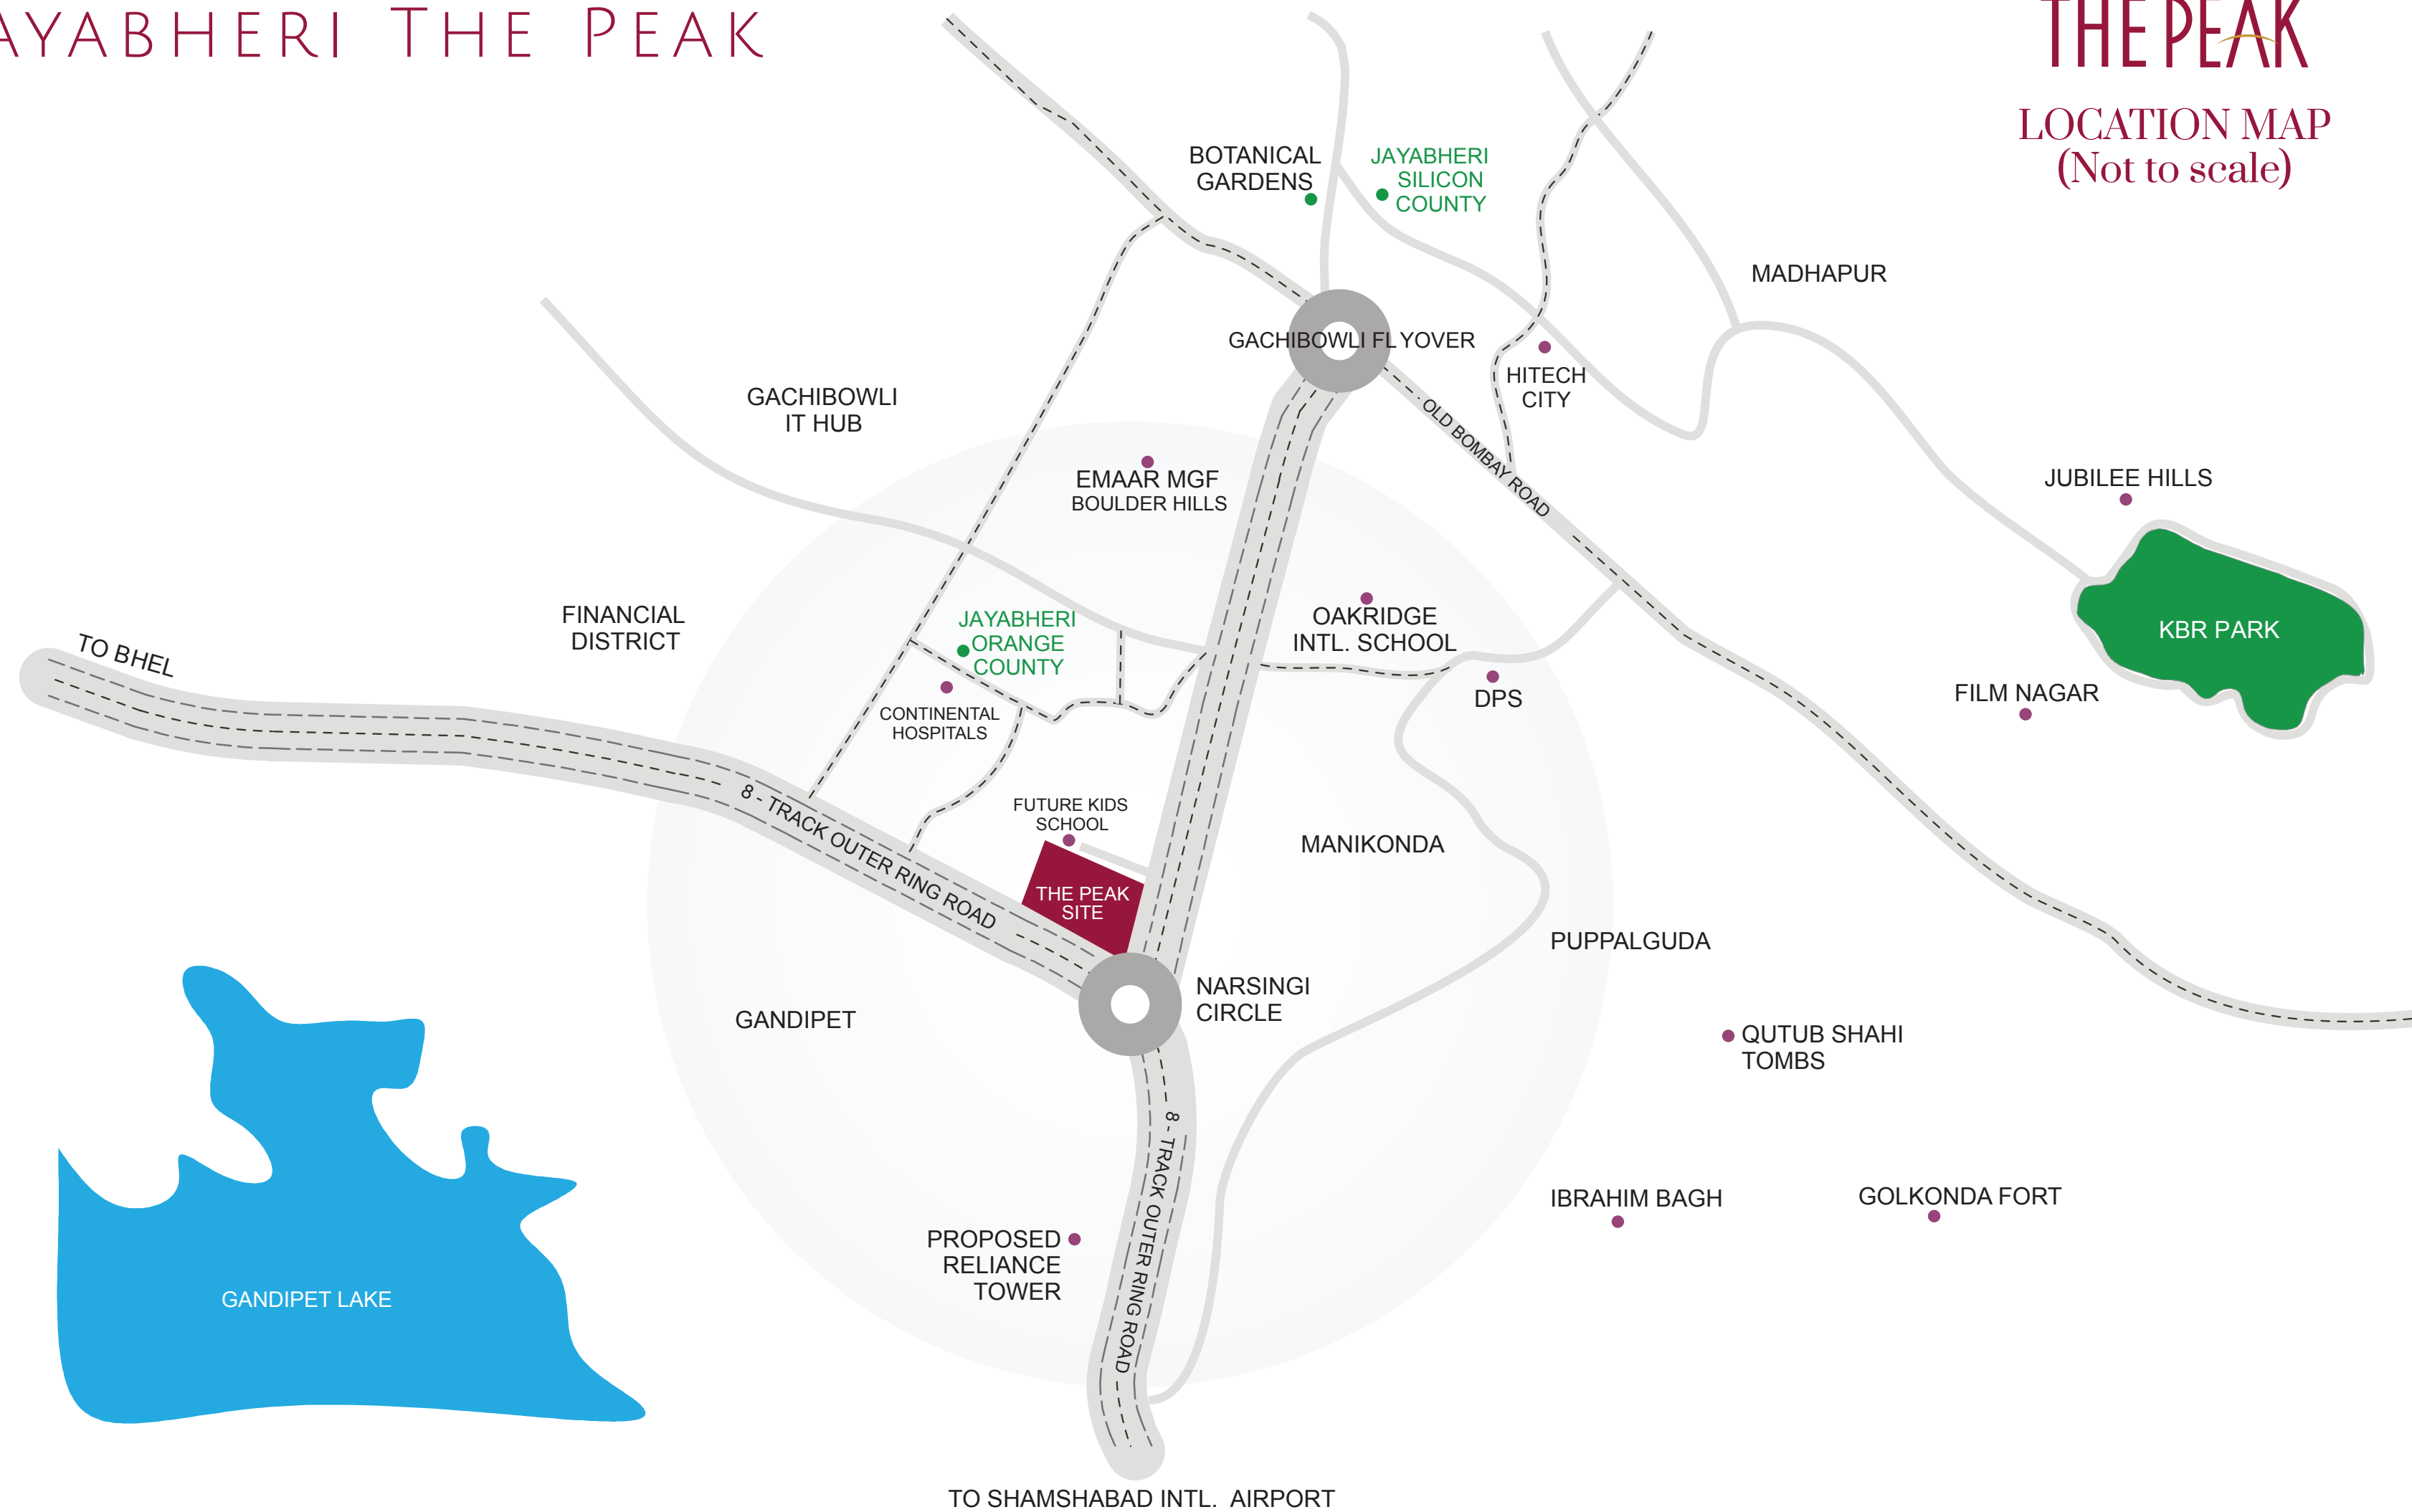 AYABHERI THE PEAK
THE PEAK
LOCATION MAP
(Not to scale)
BOTANICAL
GARDENS
JAYABHERI
SILICON
COUNTY
MADHAPUR
GACHIBOWLI FLYOVER
HITECH
CITY
GACHIBOWLI
IT HUB
OLD BOMBAY ROAD
EMAAR MGF
BOULDER HILLS
JUBILEE HILLS
KBR PARK
FINANCIAL
DISTRICT
JAYABHERI
ORANGE
COUNTY
OAKRIDGE
INTL. SCHOOL
TO BHEL
DPS
FILM NAGAR
CONTINENTAL
HOSPITALS
8 - TRACK OUTER RING ROAD
FUTURE KIDS
SCHOOL
MANIKONDA
THE PEAK
SITE
PUPPALGUDA
NARSINGI
CIRCLE
GANDIPET
QUTUB SHAHI
TOMBS
8 - TRACK OUTER RING ROAD
IBRAHIM BAGH
GOLKONDA FORT
PROPOSED
RELIANCE
TOWER
GANDIPET LAKE
TO SHAMSHABAD INTL. AIRPORT